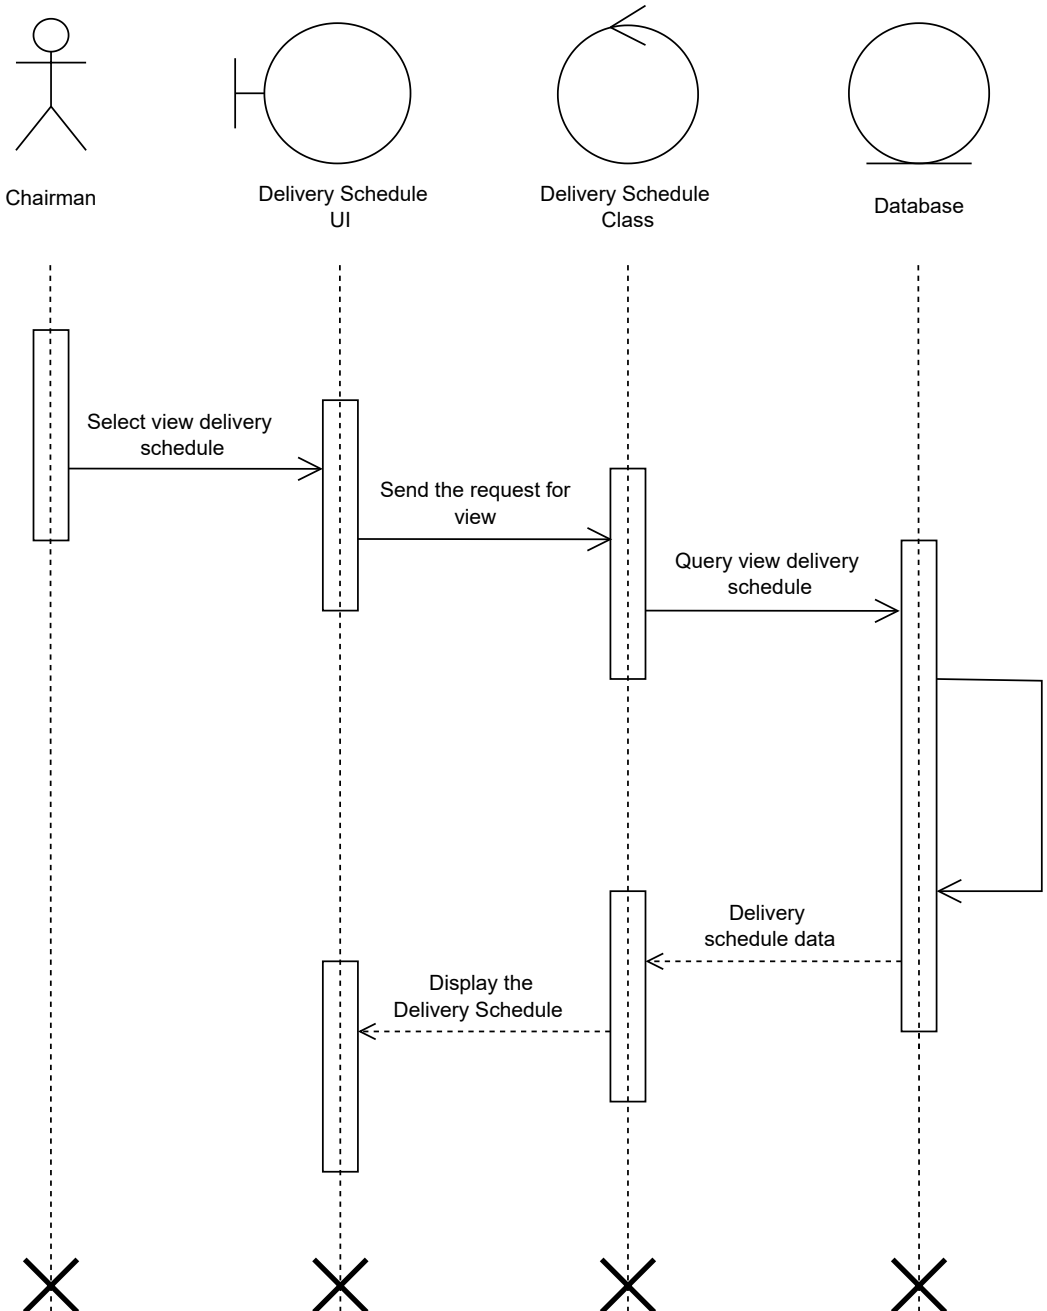 Chairman
Delivery Schedule
UI
Delivery Schedule
Class
Database
Select view delivery
schedule
Send the request for
view
Query view delivery
schedule
Delivery
schedule data
Display the
Delivery Schedule